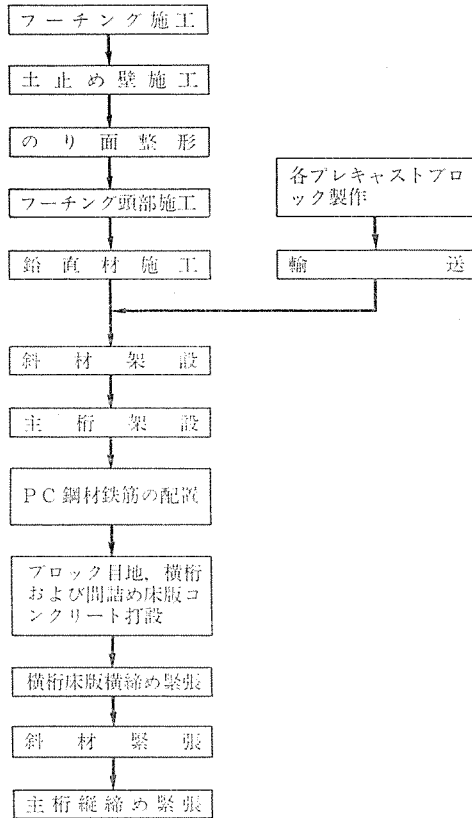 フーチング施工
土止め壁施工
のり面整形
フーチング頭部施工
鉛直材施工
各プレキャストブロ
ック製作
輸送
斜材架設
主桁架設
PC鋼材鉄筋の配置
ブロック目地，横桁
および間詰め床版コ
ンクリート打設
横桁床版横締め緊張
斜材緊張
主桁縦締め緊張